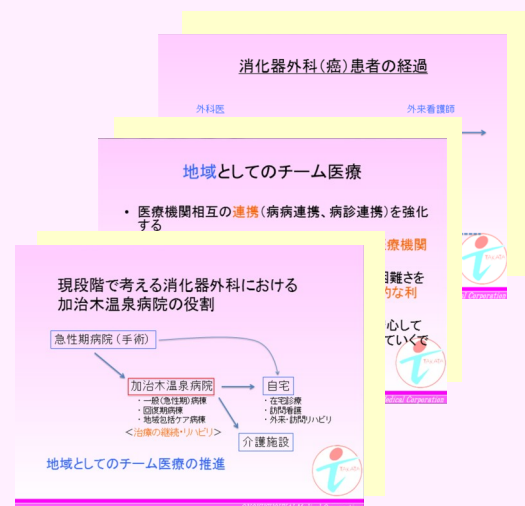 消化器外科(癌)患者の経過
外科医 外来看護師
地域としてのチーム医療
• 医療機関相互の連携(病病連携、病診連携)を強化
する
療機関
困難さを
的な利
心して
ていくで
現段階で考える消化器外科における
加治木温泉病院の役割
急性期病院(手術)
加治木温泉病院
・一般(急性期)病棟
・回復期病棟
・地域包括ケア病棟
<治療の継続・リハビリ>
自宅
・在宅診療
・訪問看護
・外来・訪問リハビリ
介護施設
地域としてのチーム医療の推進
Medical Corporation